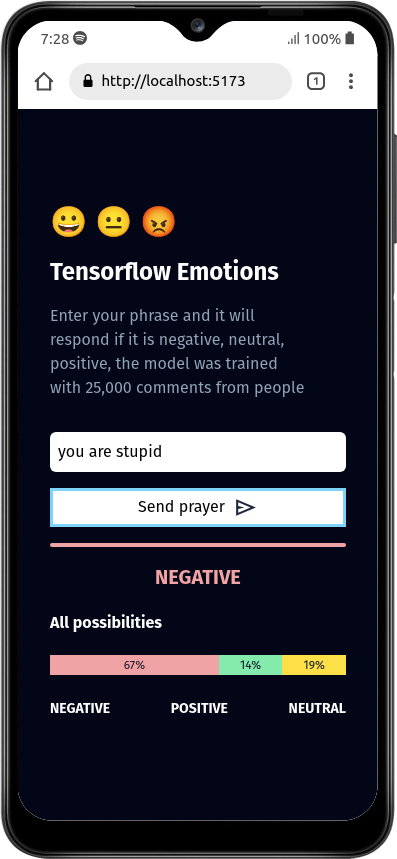 7:28 100%
http://localhost:5173 1
Tensorflow Emotions
Enter your phrase and it will
respond if it is negative, neutral,
positive, the model was trained
with 25,000 comments from people
you are stupid
Send prayer
NEGATIVE
All possibilities
67% 14% 19%
NEGATIVE POSITIVE NEUTRAL